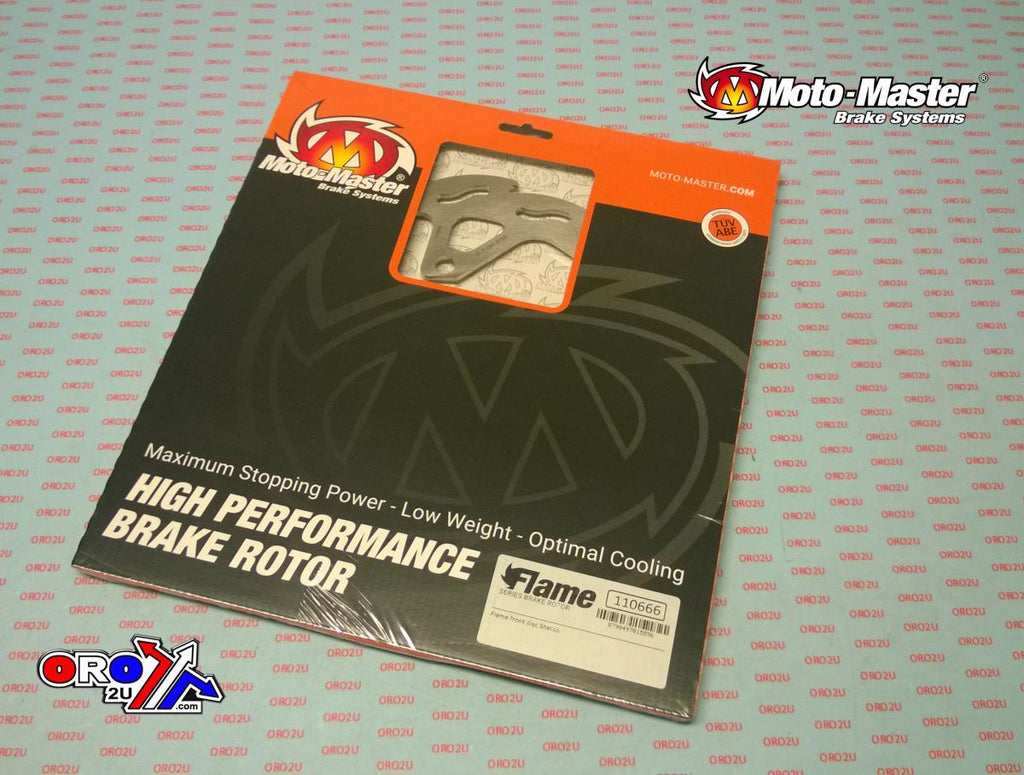 Moto-Master®
Brake Systems
Moto-Master®
Brake Systems
MOTO-MASTER.COM
TÜV
ABE
Maximum Stopping Power - Low Weight - Optimal Cooling
HIGH PERFORMANCE
BRAKE ROTOR
Flame
SERIES BRAKE ROTOR
110666
Flame front disc Sherco
ORO
2U
.com
ORO2U